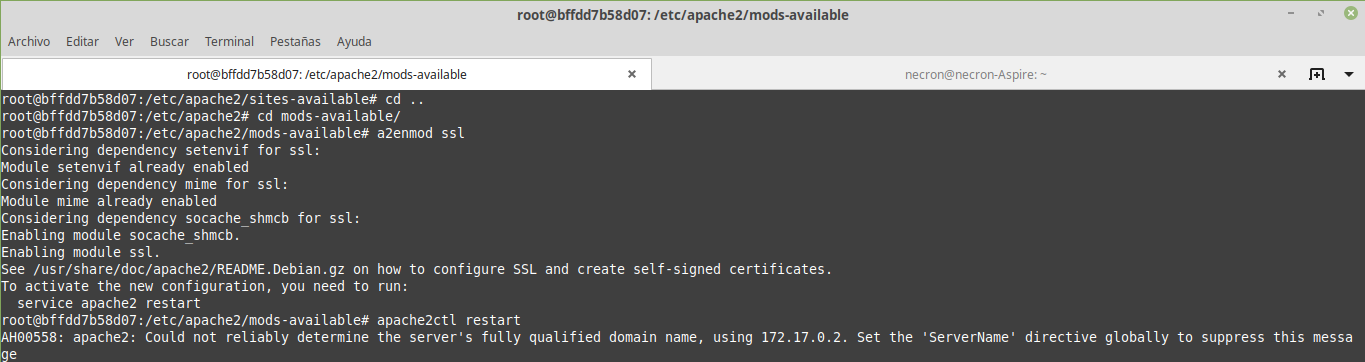 root@bffdd7b58d07: /etc/apache2/mods-available
Archivo Editar Ver Buscar Terminal Pestañas Ayuda
root@bffdd7b58d07: /etc/apache2/mods-available × necron@necron-Aspire: ~ ×
root@bffdd7b58d07:/etc/apache2/sites-available# cd ..
root@bffdd7b58d07:/etc/apache2# cd mods-available/
root@bffdd7b58d07:/etc/apache2/mods-available# a2enmod ssl
Considering dependency setenvif for ssl:
Module setenvif already enabled
Considering dependency mime for ssl:
Module mime already enabled
Considering dependency socache_shmcb for ssl:
Enabling module socache_shmcb.
Enabling module ssl.
See /usr/share/doc/apache2/README.Debian.gz on how to configure SSL and create self-signed certificates.
To activate the new configuration, you need to run:
  service apache2 restart
root@bffdd7b58d07:/etc/apache2/mods-available# apache2ctl restart
AH00558: apache2: Could not reliably determine the server's fully qualified domain name, using 172.17.0.2. Set the 'ServerName' directive globally to suppress this messa
ge